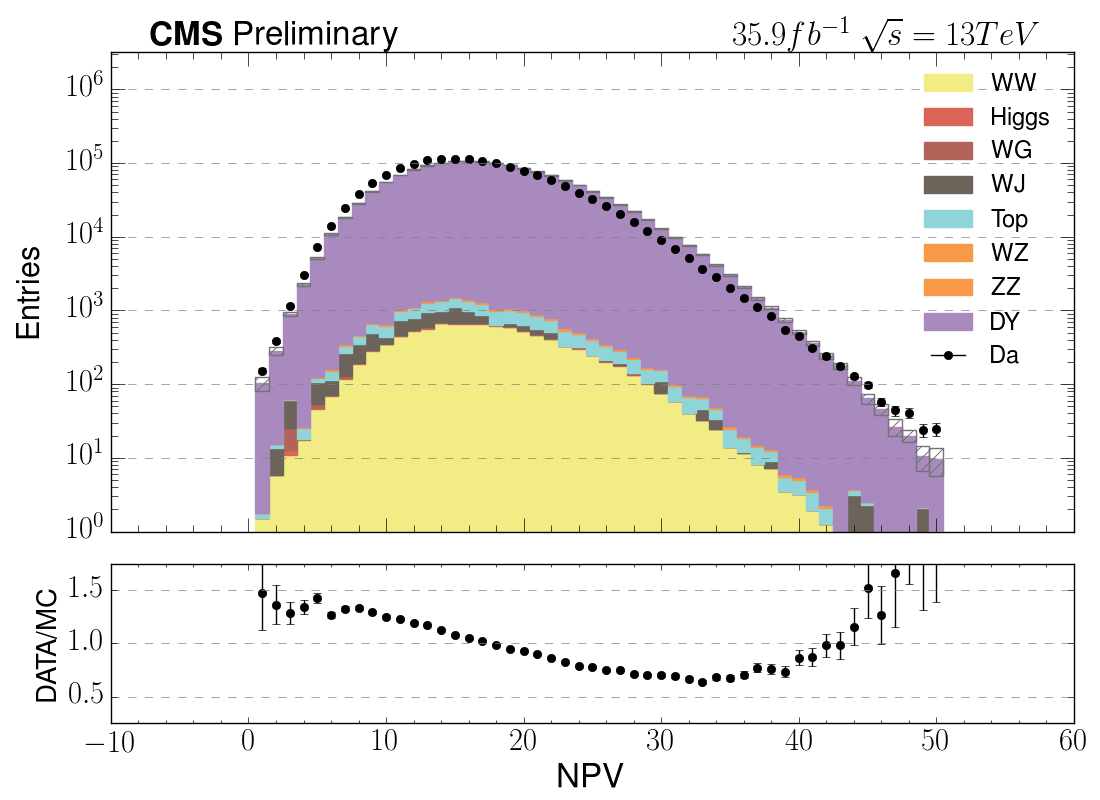 CMS Preliminary 35.9fb⁻¹ √s = 13TeV
10⁶
10⁵
10⁴
10³
10²
10¹
10⁰
Entries
WW
Higgs
WG
WJ
Top
WZ
ZZ
DY
Da
1.5
1.0
0.5
DATA/MC
−10 0 10 20 30 40 50 60
NPV